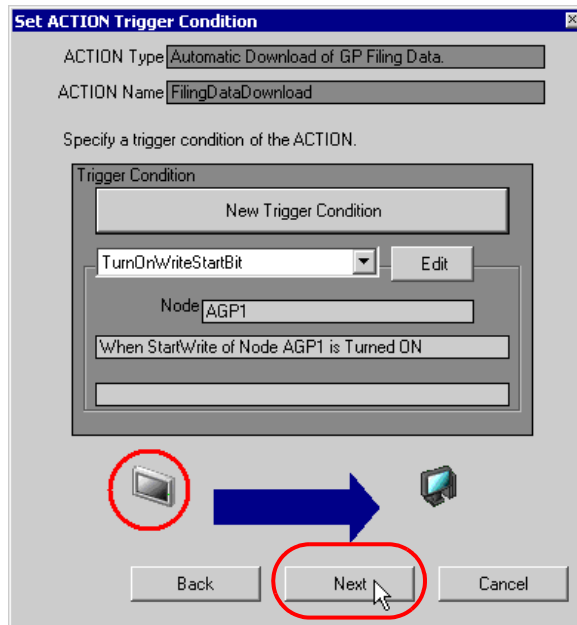 Set ACTION Trigger Condition
ACTION Type Automatic Download of GP Filing Data.
ACTION Name FilingDataDownload
Specify a trigger condition of the ACTION.
Trigger Condition
New Trigger Condition
TurnOnWriteStartBit Edit
Node AGP1
When StartWrite of Node AGP1 is Turned ON
Back Next Cancel